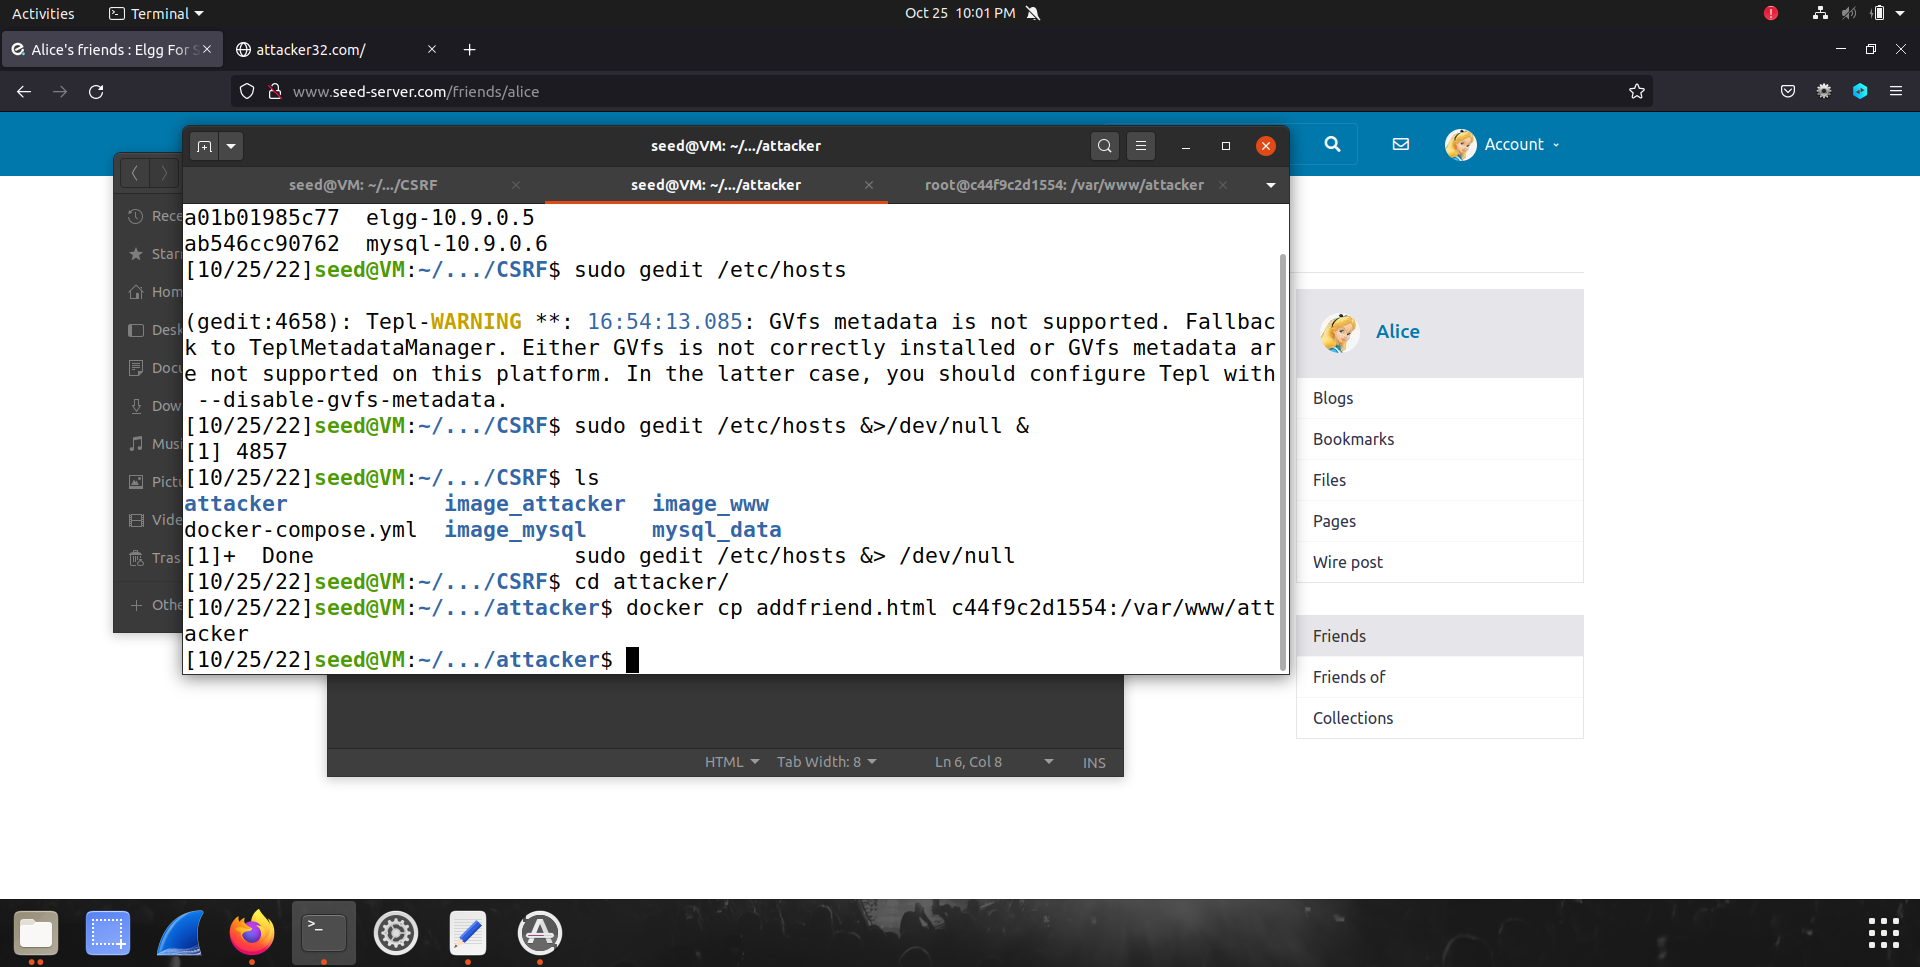 Activities
Terminal
Oct 25 10:01 PM
Alice's friends : Elgg For S
attacker32.com/
www.seed-server.com/friends/alice
Account
seed@VM: ~/.../attacker
seed@VM: ~/.../CSRF
seed@VM: ~/.../attacker
root@c44f9c2d1554: /var/www/attacker
Rece
Star
Hom
Desk
Docu
Dow
Musi
Pictu
Vide
Tras
Othe
a01b01985c77  elgg-10.9.0.5
ab546cc90762  mysql-10.9.0.6
[10/25/22]seed@VM:~/.../CSRF$ sudo gedit /etc/hosts
(gedit:4658): Tepl-WARNING **: 16:54:13.085: GVfs metadata is not supported. Fallbac
k to TeplMetadataManager. Either GVfs is not correctly installed or GVfs metadata ar
e not supported on this platform. In the latter case, you should configure Tepl with
 --disable-gvfs-metadata.
[10/25/22]seed@VM:~/.../CSRF$ sudo gedit /etc/hosts &>/dev/null &
[1] 4857
[10/25/22]seed@VM:~/.../CSRF$ ls
attacker            image_attacker  image_www
docker-compose.yml  image_mysql     mysql_data
[1]+  Done                    sudo gedit /etc/hosts &> /dev/null
[10/25/22]seed@VM:~/.../CSRF$ cd attacker/
[10/25/22]seed@VM:~/.../attacker$ docker cp addfriend.html c44f9c2d1554:/var/www/att
acker
[10/25/22]seed@VM:~/.../attacker$
Alice
Blogs
Bookmarks
Files
Pages
Wire post
Friends
Friends of
Collections
HTML
Tab Width: 8
Ln 6, Col 8
INS